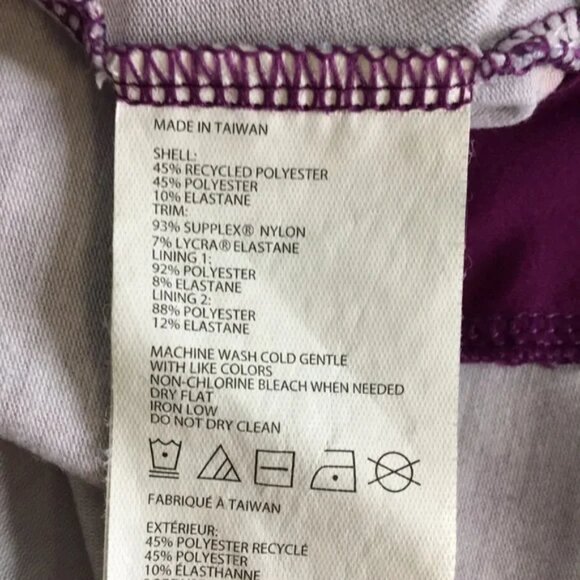 MADE IN TAIWAN
SHELL:
45% RECYCLED POLYESTER
45% POLYESTER
10% ELASTANE
TRIM:
93% SUPPLEX® NYLON
7% LYCRA® ELASTANE
LINING 1:
92% POLYESTER
8% ELASTANE
LINING 2:
88% POLYESTER
12% ELASTANE
MACHINE WASH COLD GENTLE
WITH LIKE COLORS
NON-CHLORINE BLEACH WHEN NEEDED
DRY FLAT
IRON LOW
DO NOT DRY CLEAN
FABRIQUÉ À TAIWAN
EXTÉRIEUR:
45% POLYESTER RECYCLÉ
45% POLYESTER
10% ÉLASTHANNE